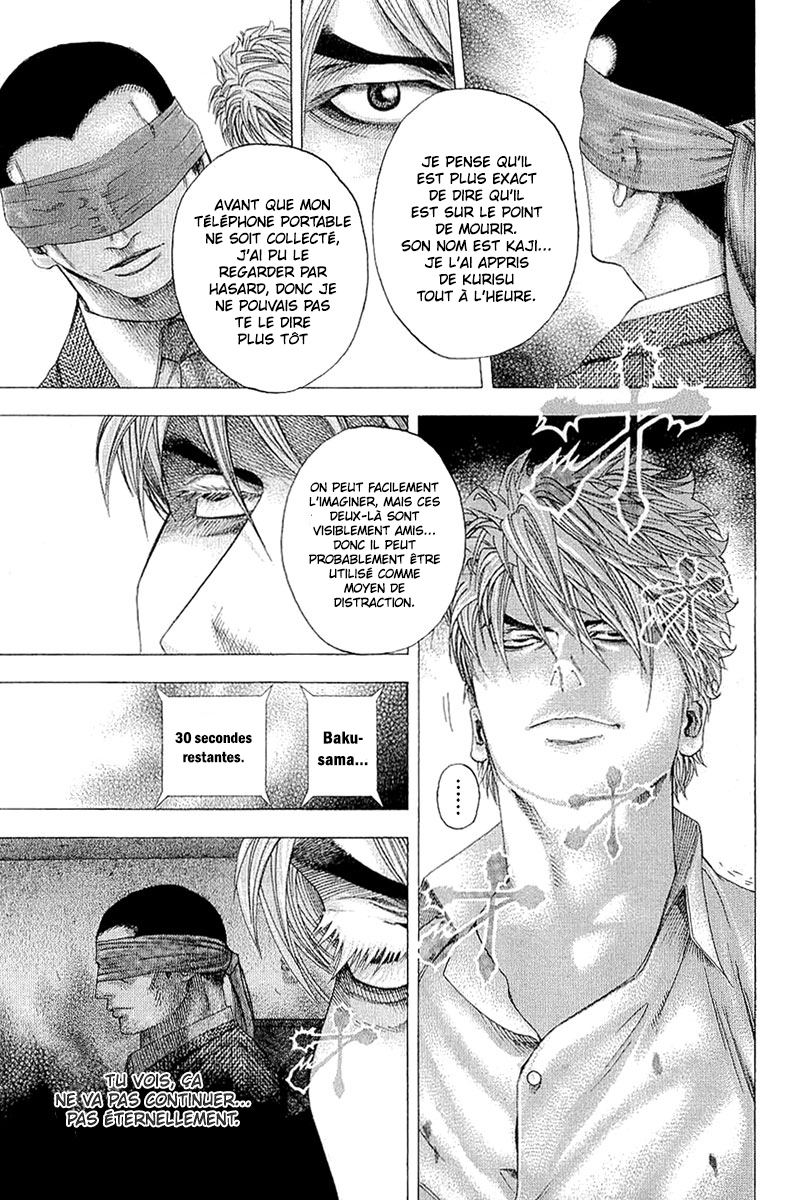 JE PENSE QU'IL
EST PLUS EXACT
DE DIRE QU'IL
EST SUR LE POINT
DE MOURIR.
SON NOM EST KAJI...
JE L'AI APPRIS
DE KURISU
TOUT À L'HEURE.
AVANT QUE MON
TÉLÉPHONE PORTABLE
NE SOIT COLLECTÉ,
J'AI PU LE
REGARDER PAR
HASARD, DONC JE
NE POUVAIS PAS
TE LE DIRE
PLUS TÔT
......
ON PEUT FACILEMENT
L'IMAGINER, MAIS CES
DEUX-LÀ SONT
VISIBLEMENT AMIS...
DONC IL PEUT
PROBABLEMENT ÊTRE
UTILISÉ COMME
MOYEN DE
DISTRACTION.
Baku-
sama...
30 secondes
restantes.
TU VOIS, ÇA
NE VA PAS CONTINUER...
PAS ÉTERNELLEMENT.